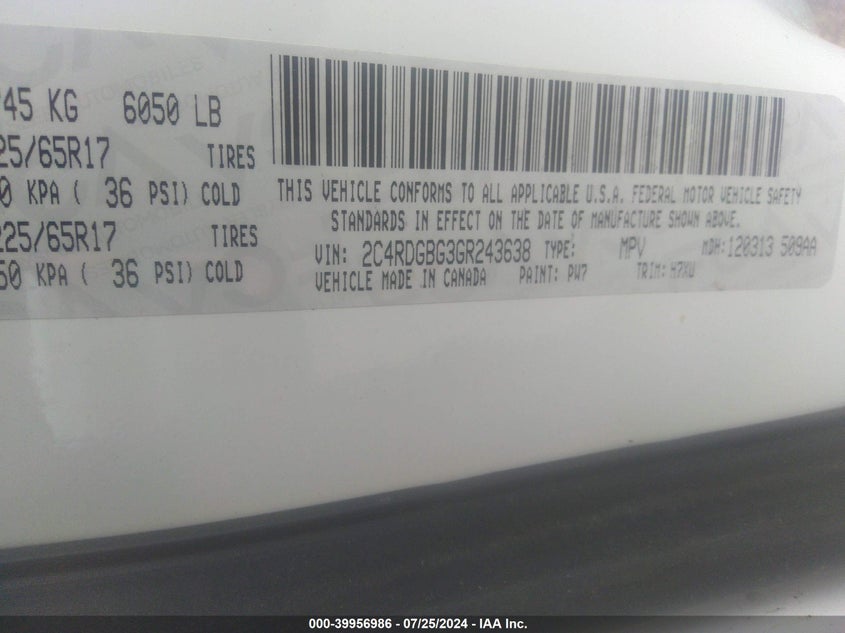 745 KG 6050 LB
225/65R17 TIRES
0 KPA ( 36 PSI) COLD
225/65R17 TIRES
50 KPA ( 36 PSI) COLD
THIS VEHICLE CONFORMS TO ALL APPLICABLE U.S.A. FEDERAL MOTOR VEHICLE SAFETY
STANDARDS IN EFFECT ON THE DATE OF MANUFACTURE SHOWN ABOVE.
VIN: 2C4RDGBG3GR243638 TYPE: MPV MDH: 120313 509AA
VEHICLE MADE IN CANADA PAINT: PW7 TRIM: H7XW
000-39956986 - 07/25/2024 - IAA Inc.